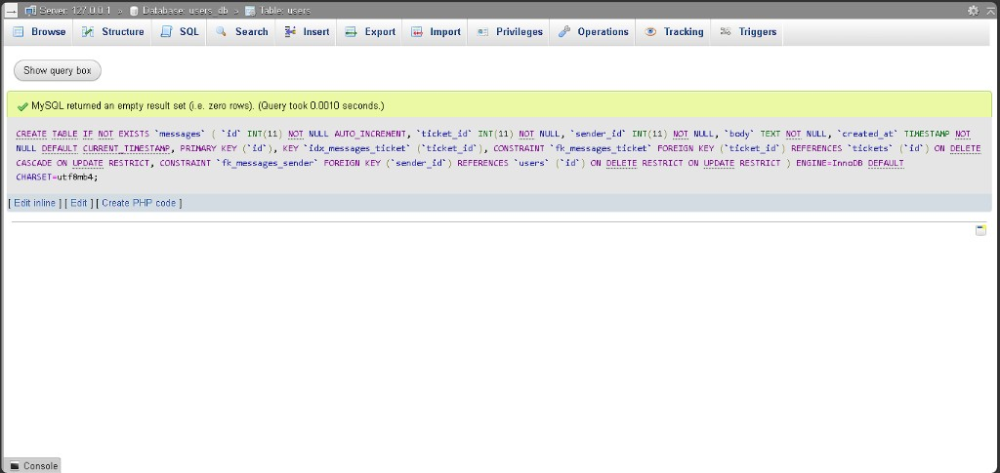 Server: 127.0.0.1 » Database: users_db » Table: users
Browse Structure SQL Search Insert Export Import Privileges Operations Tracking Triggers
Show query box
MySQL returned an empty result set (i.e. zero rows). (Query took 0.0010 seconds.)
CREATE TABLE IF NOT EXISTS `messages` ( `id` INT(11) NOT NULL AUTO_INCREMENT, `ticket_id` INT(11) NOT NULL, `sender_id` INT(11) NOT NULL, `body` TEXT NOT NULL, `created_at` TIMESTAMP NOT
NULL DEFAULT CURRENT_TIMESTAMP, PRIMARY KEY (`id`), KEY `idx_messages_ticket` (`ticket_id`), CONSTRAINT `fk_messages_ticket` FOREIGN KEY (`ticket_id`) REFERENCES `tickets` (`id`) ON DELETE
CASCADE ON UPDATE RESTRICT, CONSTRAINT `fk_messages_sender` FOREIGN KEY (`sender_id`) REFERENCES `users` (`id`) ON DELETE RESTRICT ON UPDATE RESTRICT ) ENGINE=InnoDB DEFAULT
CHARSET=utf8mb4;
[ Edit inline ] [ Edit ] [ Create PHP code ]
Console